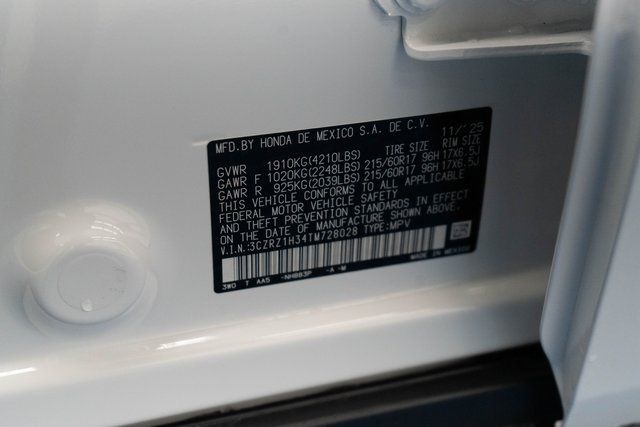 MFD.BY HONDA DE MEXICO S.A. DE C.V. 11/'25
TIRE SIZE RIM SIZE
GVWR 1910KG(4210LBS)
GAWR F 1020KG(2248LBS) 215/60R17 96H 17X6.5J
GAWR R 925KG(2039LBS) 215/60R17 96H 17X6.5J
THIS VEHICLE CONFORMS TO ALL APPLICABLE
FEDERAL MOTOR VEHICLE SAFETY
AND THEFT PREVENTION STANDARDS IN EFFECT
ON THE DATE OF MANUFACTURE SHOWN ABOVE.
V.I.N.:3CZRZ1H34TM728028 TYPE:MPV
3W0 T AA5 -NH883P -A -M MADE IN MEXICO